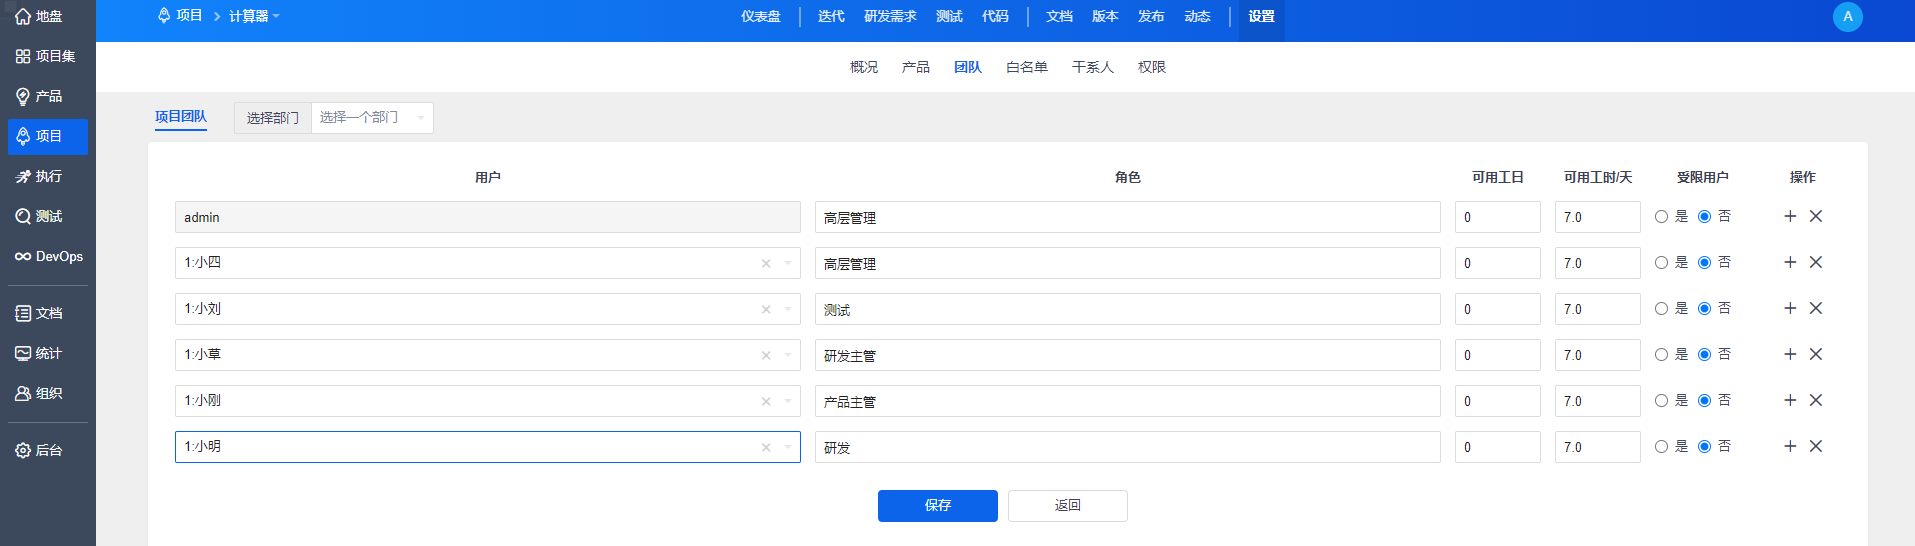 地盘
项目集
产品
项目
执行
测试
DevOps
文档
统计
组织
后台
项目 计算器
仪表盘 迭代 研发需求 测试 代码 文档 版本 发布 动态 设置
A
概况 产品 团队 白名单 干系人 权限
项目团队 选择部门 选择一个部门
用户 角色 可用工日 可用工时/天 受限用户 操作
admin 高层管理 0 7.0 是 否
1:小四 高层管理 0 7.0 是 否
1:小刘 测试 0 7.0 是 否
1:小草 研发主管 0 7.0 是 否
1:小刚 产品主管 0 7.0 是 否
1:小明 研发 0 7.0 是 否
保存 返回